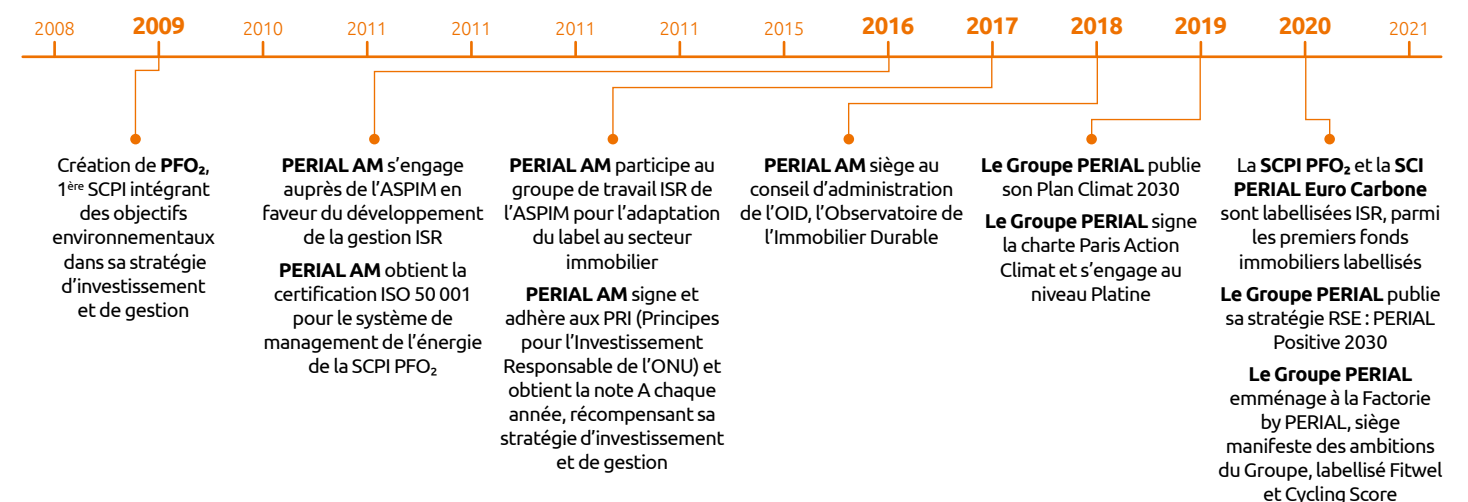 2008 2009 2010 2011 2011 2011 2011 2015 2016 2017 2018 2019 2020 2021
Création de PFO₂,
1ère SCPI intégrant
des objectifs
environnementaux
dans sa stratégie
d’investissement
et de gestion
PERIAL AM s’engage
auprès de l’ASPIM en
faveur du développement
de la gestion ISR
PERIAL AM obtient la
certification ISO 50 001
pour le système de
management de l’énergie
de la SCPI PFO₂
PERIAL AM participe au
groupe de travail ISR de
l’ASPIM pour l’adaptation
du label au secteur
immobilier
PERIAL AM signe et
adhère aux PRI (Principes
pour l’Investissement
Responsable de l’ONU) et
obtient la note A chaque
année, récompensant sa
stratégie d’investissement
et de gestion
PERIAL AM siège au
conseil d’administration
de l’OID, l’Observatoire de
l’Immobilier Durable
Le Groupe PERIAL publie
son Plan Climat 2030
Le Groupe PERIAL signe
la charte Paris Action
Climat et s’engage au
niveau Platine
La SCPI PFO₂ et la SCI
PERIAL Euro Carbone
sont labellisées ISR, parmi
les premiers fonds
immobiliers labellisés
Le Groupe PERIAL publie
sa stratégie RSE : PERIAL
Positive 2030
Le Groupe PERIAL
emménage à la Factorie
by PERIAL, siège
manifeste des ambitions
du Groupe, labellisé Fitwel
et Cycling Score